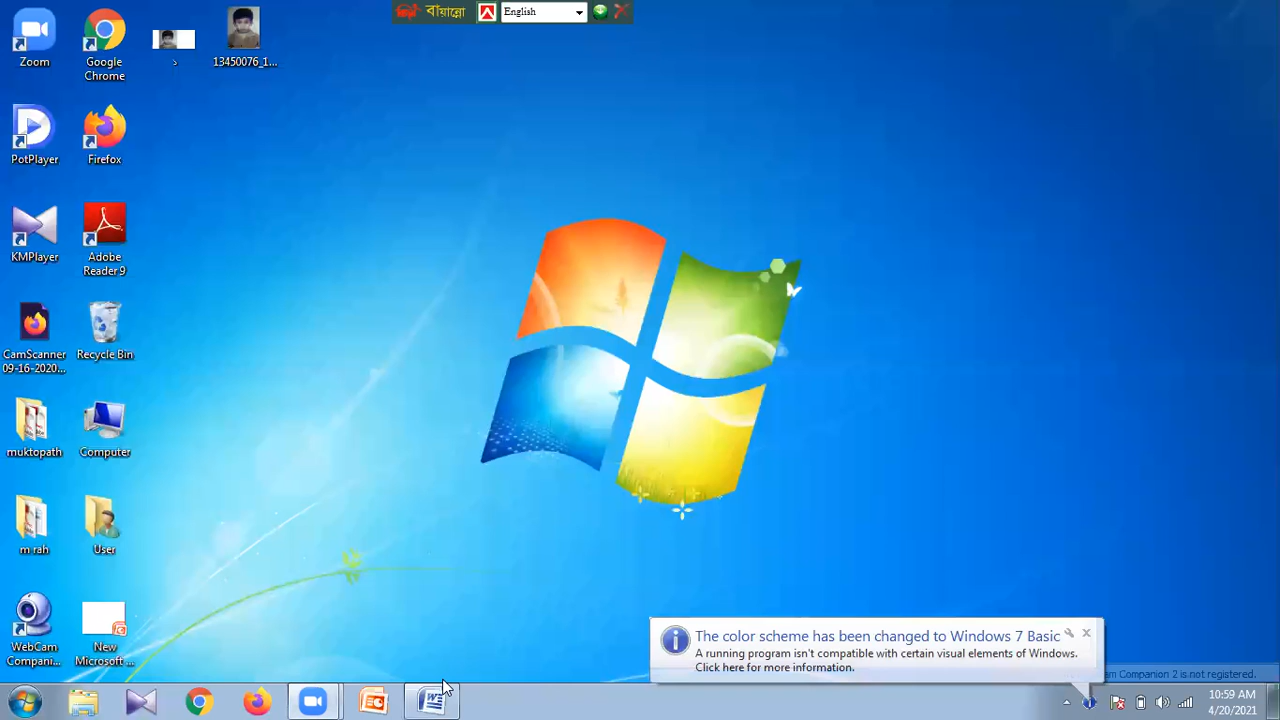 বায়ান্নো
English
Zoom
Google
Chrome
13450076_1...
PotPlayer
Firefox
KMPlayer
Adobe
Reader 9
CamScanner
09-16-2020...
Recycle Bin
muktopath
Computer
m rah
User
WebCam
Compani...
New
Microsoft ...
The color scheme has been changed to Windows 7 Basic
A running program isn't compatible with certain visual elements of Windows.
Click here for more information.
am Companion 2 is not registered.
10:59 AM
4/20/2021